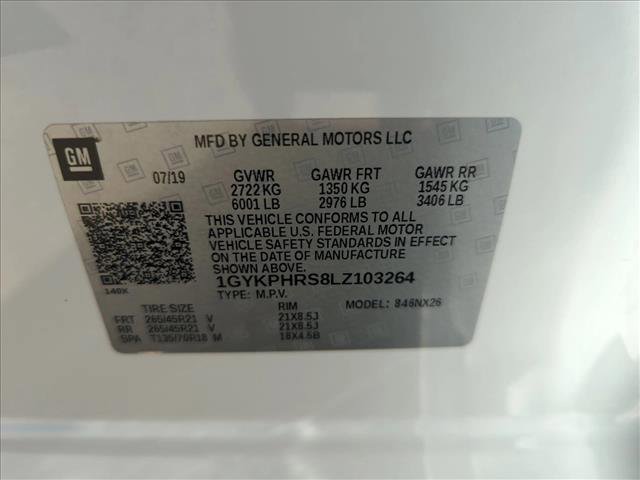 GM
MFD BY GENERAL MOTORS LLC
07/19 GVWR GAWR FRT GAWR RR
2722 KG 1350 KG 1545 KG
6001 LB 2976 LB 3406 LB
THIS VEHICLE CONFORMS TO ALL
APPLICABLE U.S. FEDERAL MOTOR
VEHICLE SAFETY STANDARDS IN EFFECT
ON THE DATE OF MANUFACTURE
SHOWN ABOVE.
1GYKPHRS8LZ103264
140X TYPE: M.P.V. MODEL: 846NX26
TIRE SIZE RIM
FRT 265/45R21 V 21X8.5J
RR 265/45R21 V 21X8.5J
SPA T135/70R18 M 18X4.5B